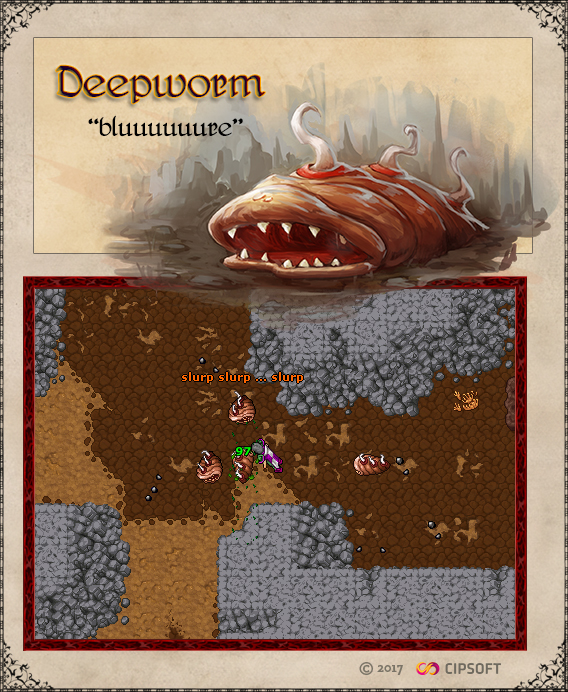 Deepworm
“bluuuuuure”
slurp slurp ... slurp
97
© 2017 CIPSOFT